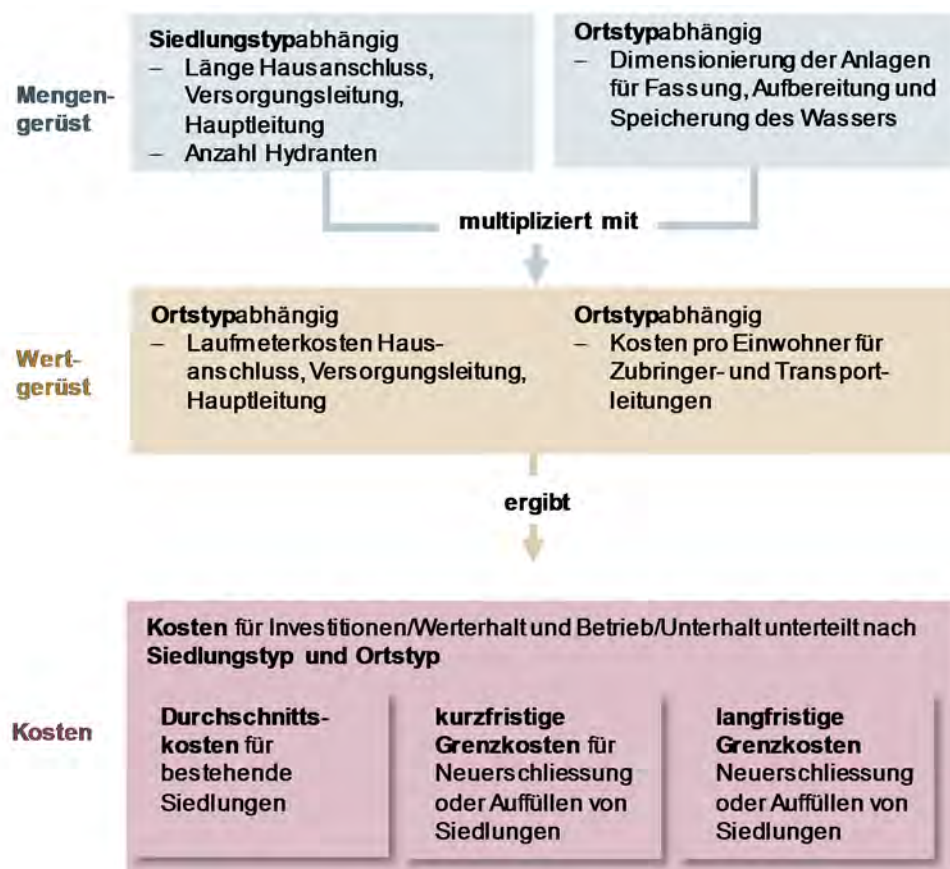 Mengen-
gerüst
Siedlungstypabhängig
– Länge Hausanschluss,
Versorgungsleitung,
Hauptleitung
– Anzahl Hydranten
Ortstypabhängig
– Dimensionierung der Anlagen
für Fassung, Aufbereitung und
Speicherung des Wassers
multipliziert mit
Wert-
gerüst
Ortstypabhängig
– Laufmeterkosten Haus-
anschluss, Versorgungsleitung,
Hauptleitung
Ortstypabhängig
– Kosten pro Einwohner für
Zubringer- und Transport-
leitungen
ergibt
Kosten
Kosten für Investitionen/Werterhalt und Betrieb/Unterhalt unterteilt nach
Siedlungstyp und Ortstyp
Durchschnitts-
kosten für
bestehende
Siedlungen
kurzfristige
Grenzkosten für
Neuerschliessung
oder Auffüllen von
Siedlungen
langfristige
Grenzkosten
Neuerschliessung
oder Auffüllen von
Siedlungen